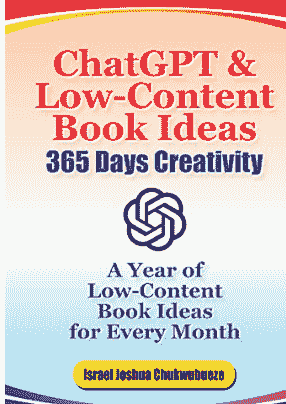 ChatGPT &
Low-Content
Book Ideas
365 Days Creativity
A Year of
Low-Content
Book Ideas
for Every Month
Israel Joshua Chukwubueze